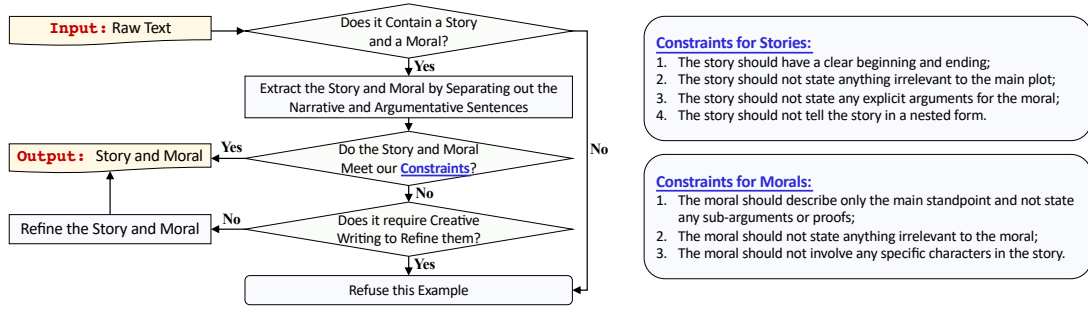 Input: Raw Text
Does it Contain a Story
and a Moral?
Yes
Extract the Story and Moral by Separating out the
Narrative and Argumentative Sentences
No
Do the Story and Moral
Meet our Constraints?
Yes
Output: Story and Moral
No
Does it require Creative
Writing to Refine them?
No
Refine the Story and Moral
Yes
Refuse this Example
Constraints for Stories:
1. The story should have a clear beginning and ending;
2. The story should not state anything irrelevant to the main plot;
3. The story should not state any explicit arguments for the moral;
4. The story should not tell the story in a nested form.
Constraints for Morals:
1. The moral should describe only the main standpoint and not state
any sub-arguments or proofs;
2. The moral should not state anything irrelevant to the moral;
3. The moral should not involve any specific characters in the story.